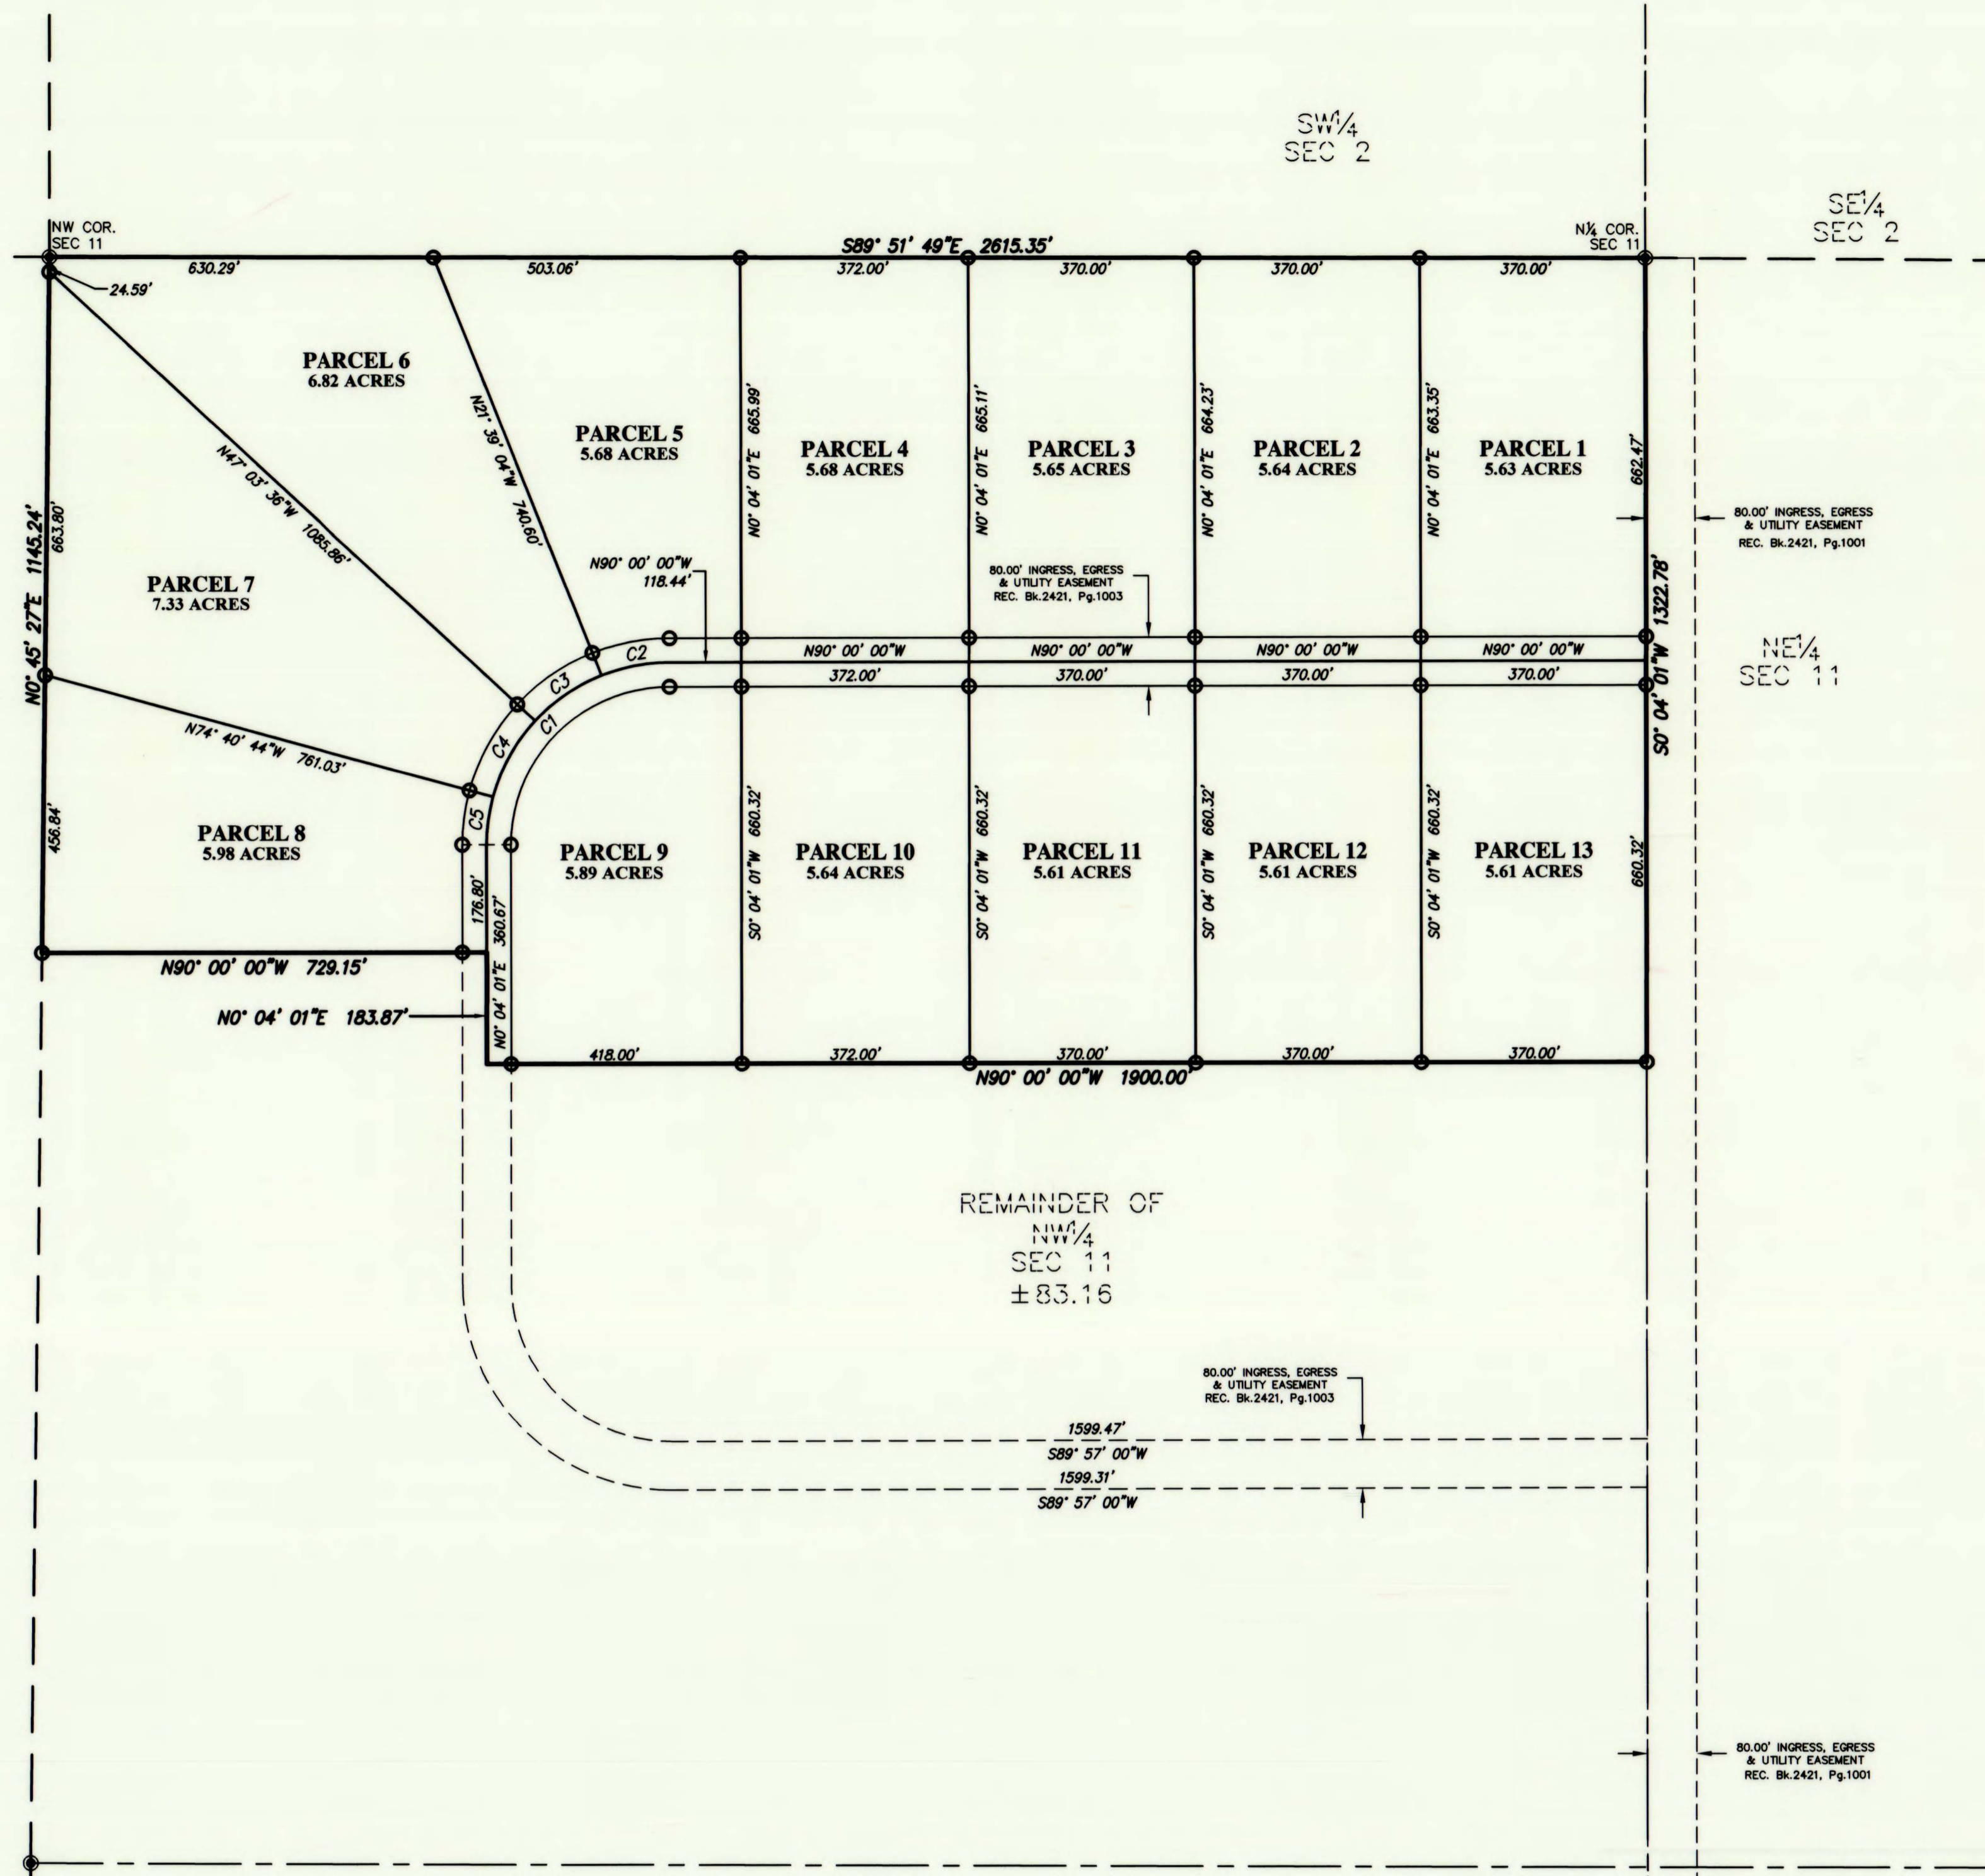 SW¼
SEC 2
SE¼
SEC 2
NW COR.
SEC 11
N¼ COR.
SEC 11
S89° 51' 49"E 2615.35'
630.29'
503.06'
372.00'
370.00'
370.00'
370.00'
24.59'
PARCEL 6
6.82 ACRES
PARCEL 5
5.68 ACRES
PARCEL 4
5.68 ACRES
PARCEL 3
5.65 ACRES
PARCEL 2
5.64 ACRES
PARCEL 1
5.63 ACRES
N21° 39' 04"W 740.60'
N0° 04' 01"E 665.99'
N0° 04' 01"E 665.11'
N0° 04' 01"E 664.23'
N0° 04' 01"E 663.35'
662.47'
80.00' INGRESS, EGRESS
& UTILITY EASEMENT
REC. Bk.2421, Pg.1001
N47° 03' 36"W 1085.86'
N0° 45' 27"E 1145.24'
663.80'
PARCEL 7
7.33 ACRES
N90° 00' 00"W
118.44'
80.00' INGRESS, EGRESS
& UTILITY EASEMENT
REC. Bk.2421, Pg.1003
S0° 04' 01"W 1322.78'
NE¼
SEC 11
C2
C3
C1
C4
C5
N90° 00' 00"W
372.00'
N90° 00' 00"W
370.00'
N90° 00' 00"W
370.00'
N90° 00' 00"W
370.00'
N74° 40' 44"W 761.03'
456.84'
PARCEL 8
5.98 ACRES
PARCEL 9
5.89 ACRES
PARCEL 10
5.64 ACRES
PARCEL 11
5.61 ACRES
PARCEL 12
5.61 ACRES
PARCEL 13
5.61 ACRES
S0° 04' 01"W 660.32'
S0° 04' 01"W 660.32'
S0° 04' 01"W 660.32'
S0° 04' 01"W 660.32'
660.32'
176.80'
N0° 04' 01"E 360.67'
N90° 00' 00"W 729.15'
N0° 04' 01"E 183.87'
418.00'
372.00'
370.00'
370.00'
370.00'
N90° 00' 00"W 1900.00'
REMAINDER OF
NW¼
SEC 11
±83.16
80.00' INGRESS, EGRESS
& UTILITY EASEMENT
REC. Bk.2421, Pg.1003
1599.47'
S89° 57' 00"W
1599.31'
S89° 57' 00"W
80.00' INGRESS, EGRESS
& UTILITY EASEMENT
REC. Bk.2421, Pg.1001